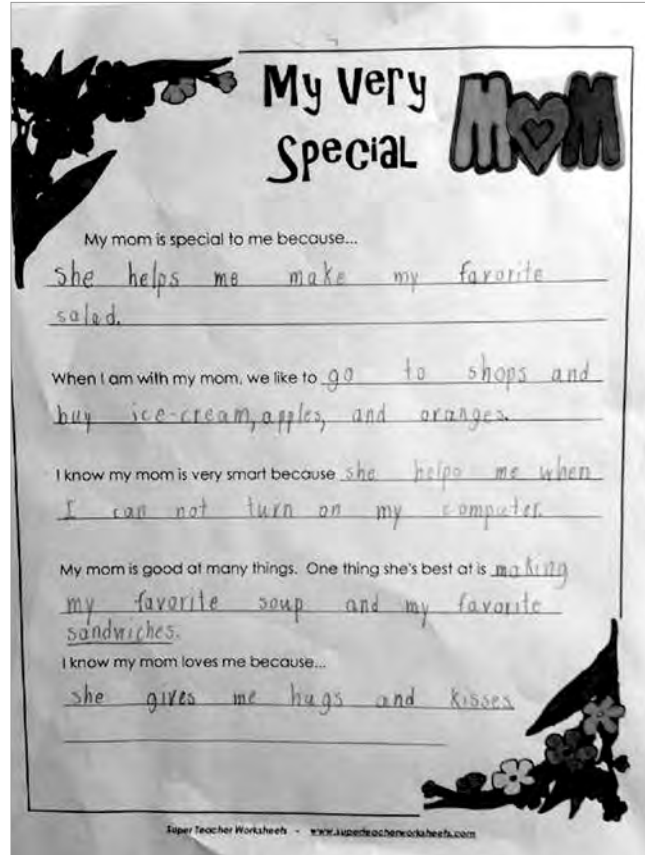 My Very
Special
MOM
My mom is special to me because...
she helps me make my favorite
salad.
When I am with my mom, we like to go to shops and
buy ice-cream, apples, and oranges.
I know my mom is very smart because she helps me when
I can not turn on my computer.
My mom is good at many things. One thing she's best at is making
my favorite soup and my favorite
sandwiches.
I know my mom loves me because...
she gives me hugs and kisses.
Super Teacher Worksheets - www.superteacherworksheets.com